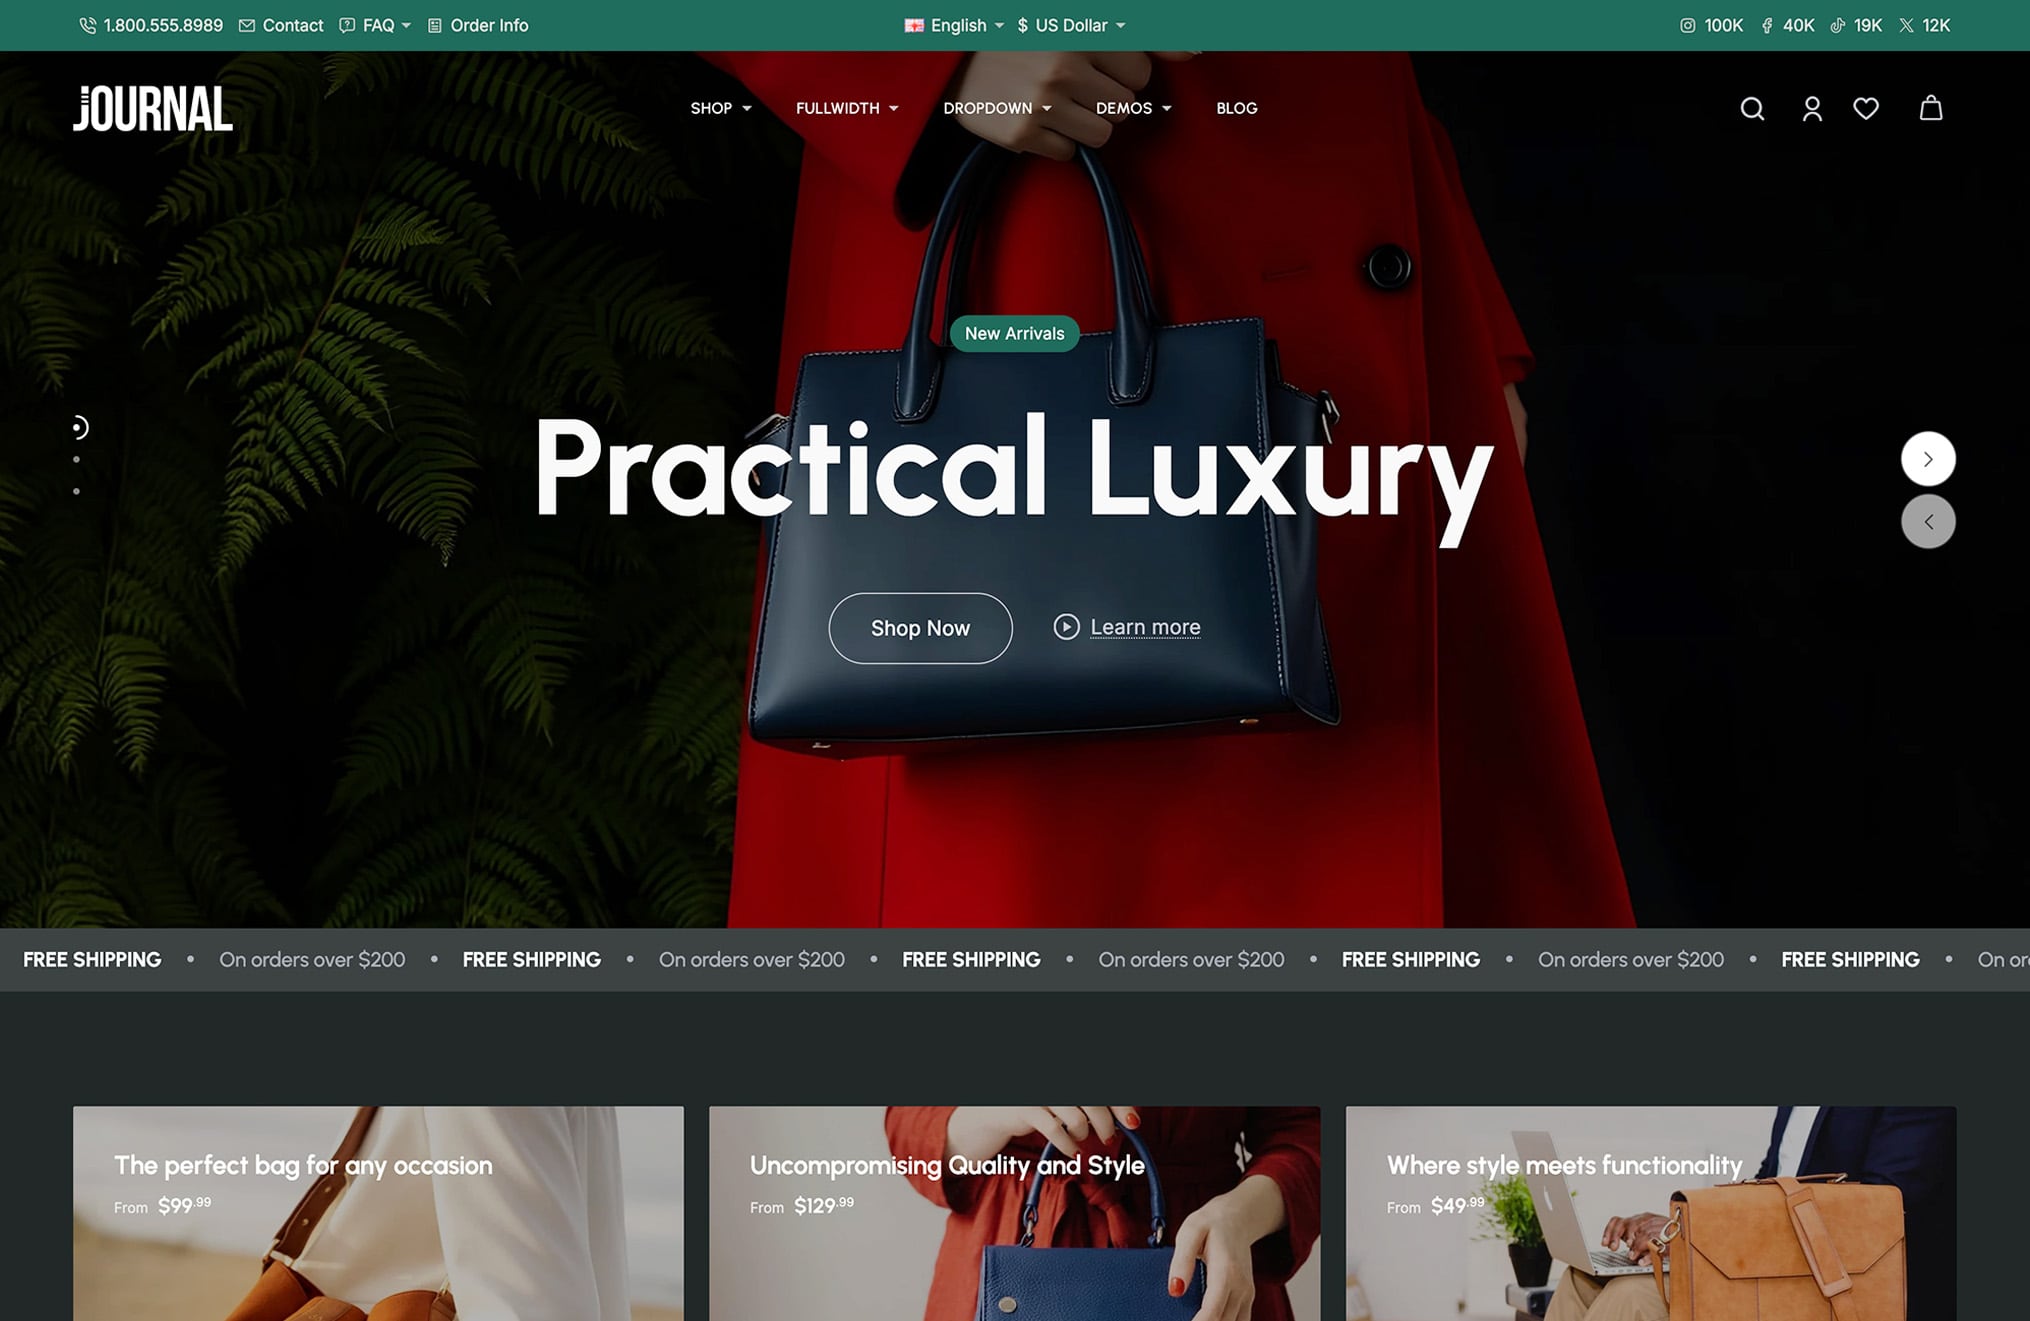 1.800.555.8989 Contact FAQ Order Info English $ US Dollar 100K 40K 19K 12K
JOURNAL SHOP FULLWIDTH DROPDOWN DEMOS BLOG
New Arrivals
Practical Luxury
Shop Now Learn more
FREE SHIPPING • On orders over $200 • FREE SHIPPING • On orders over $200 • FREE SHIPPING • On orders over $200 • FREE SHIPPING • On orders over $200 • FREE SHIPPING • On or
The perfect bag for any occasion
From $99.99
Uncompromising Quality and Style
From $129.99
Where style meets functionality
From $49.99